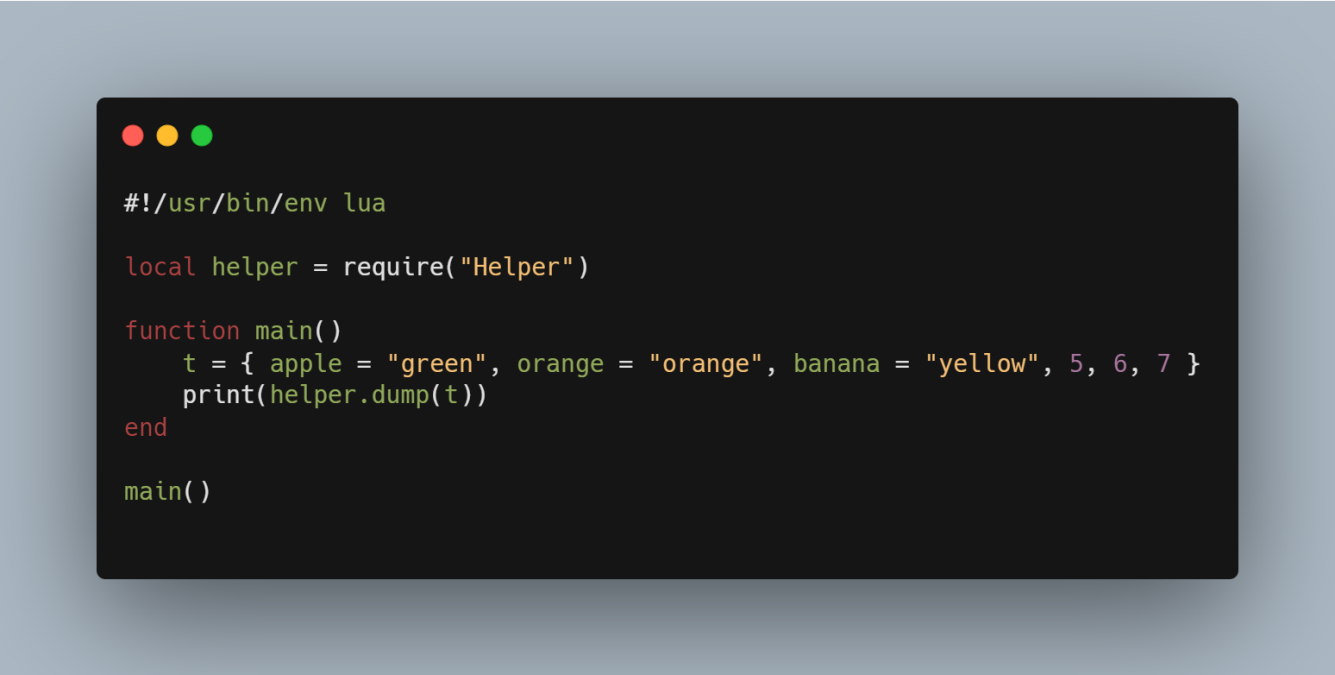 #!/usr/bin/env lua
local helper = require("Helper")
function main()
    t = { apple = "green", orange = "orange", banana = "yellow", 5, 6, 7 }
    print(helper.dump(t))
end
main()